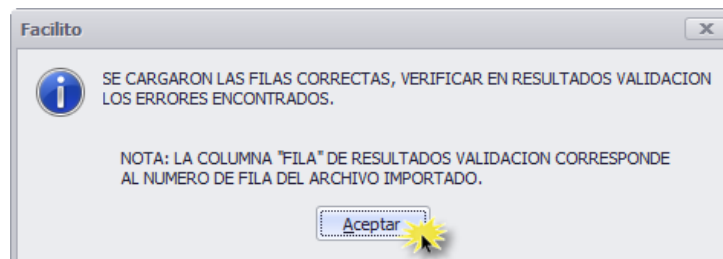 Facilito
SE CARGARON LAS FILAS CORRECTAS, VERIFICAR EN RESULTADOS VALIDACION
LOS ERRORES ENCONTRADOS.
NOTA: LA COLUMNA "FILA" DE RESULTADOS VALIDACION CORRESPONDE
AL NUMERO DE FILA DEL ARCHIVO IMPORTADO.
Aceptar